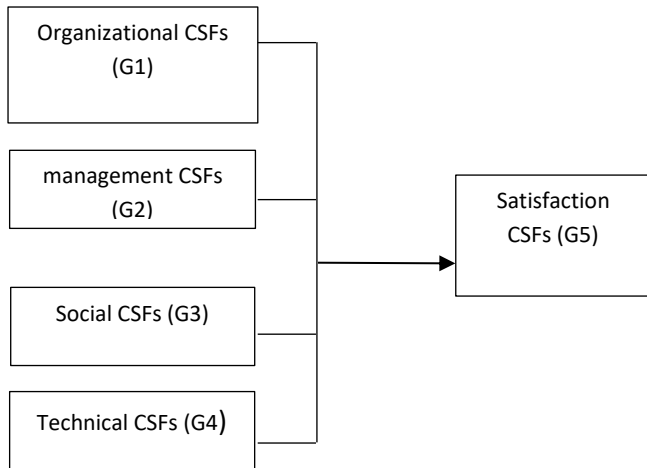 Organizational CSFs
(G1)
management CSFs
(G2)
Social CSFs (G3)
Technical CSFs (G4)
Satisfaction
CSFs (G5)